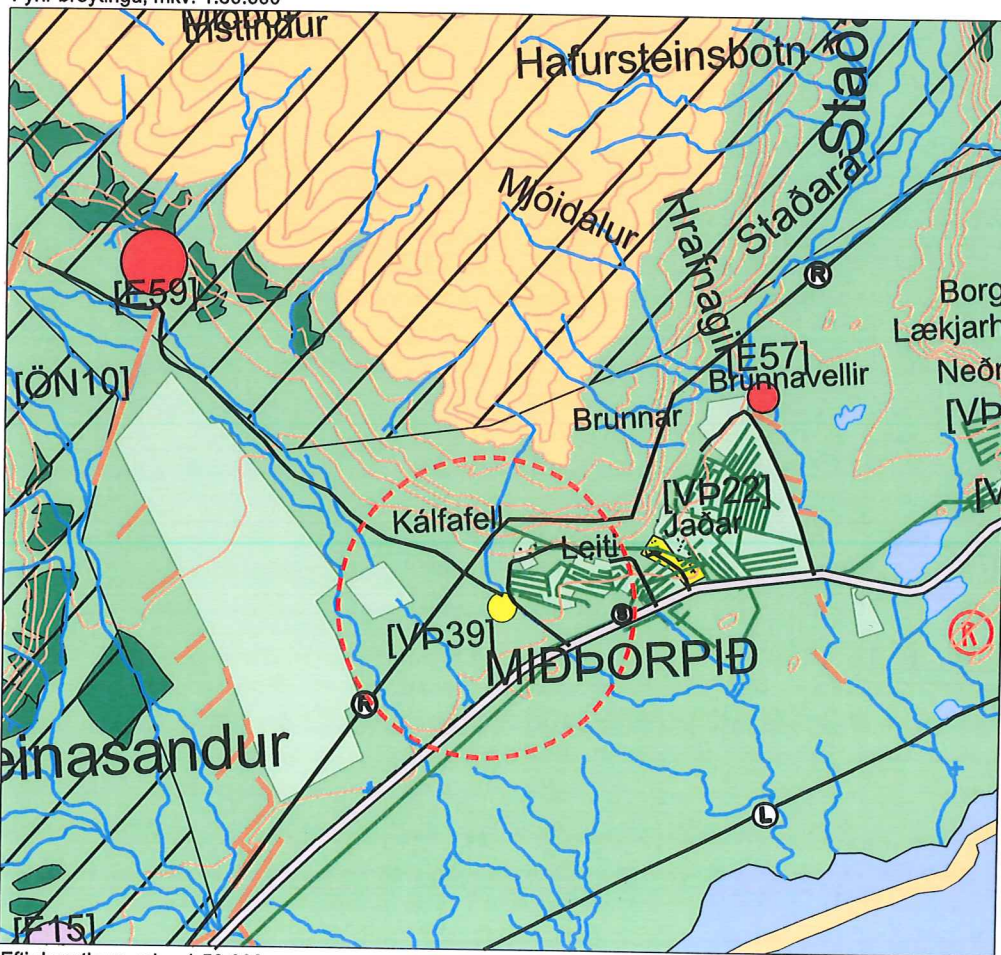 Hafursteinsbotn
Mjóidalur
Hrafnagil
Staðará
[E59]
[ÖN10]
Borg
Lækjarh
Neðr
[E57]
Brunnavellir
Brunnar
[VÞ
[V
[VÞ22]
Jaðar
Kálfafell
Leiti
R
U
R
R
L
[VÞ39]
MIÐÞORPIÐ
einasandur